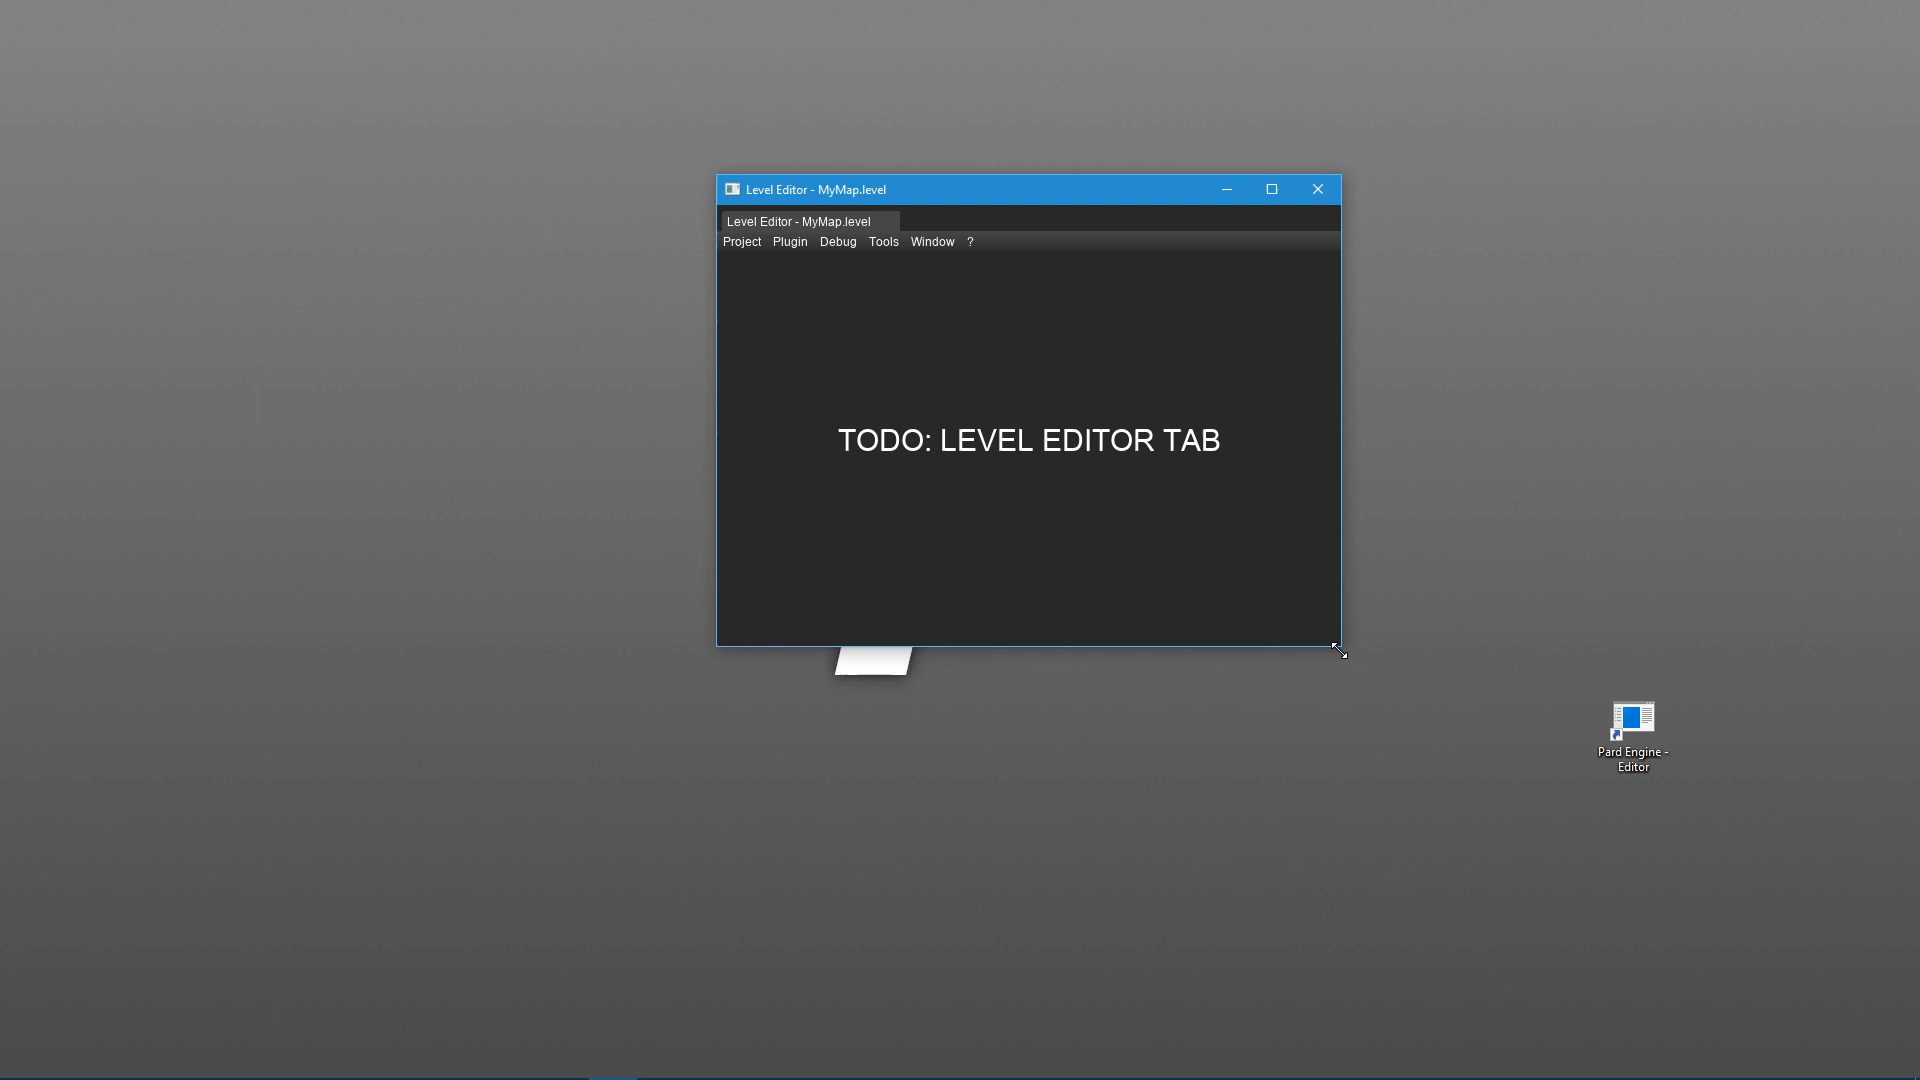 Level Editor - MyMap.level
Level Editor - MyMap.level
Project Plugin Debug Tools Window ?
TODO: LEVEL EDITOR TAB
Pard Engine -
Editor